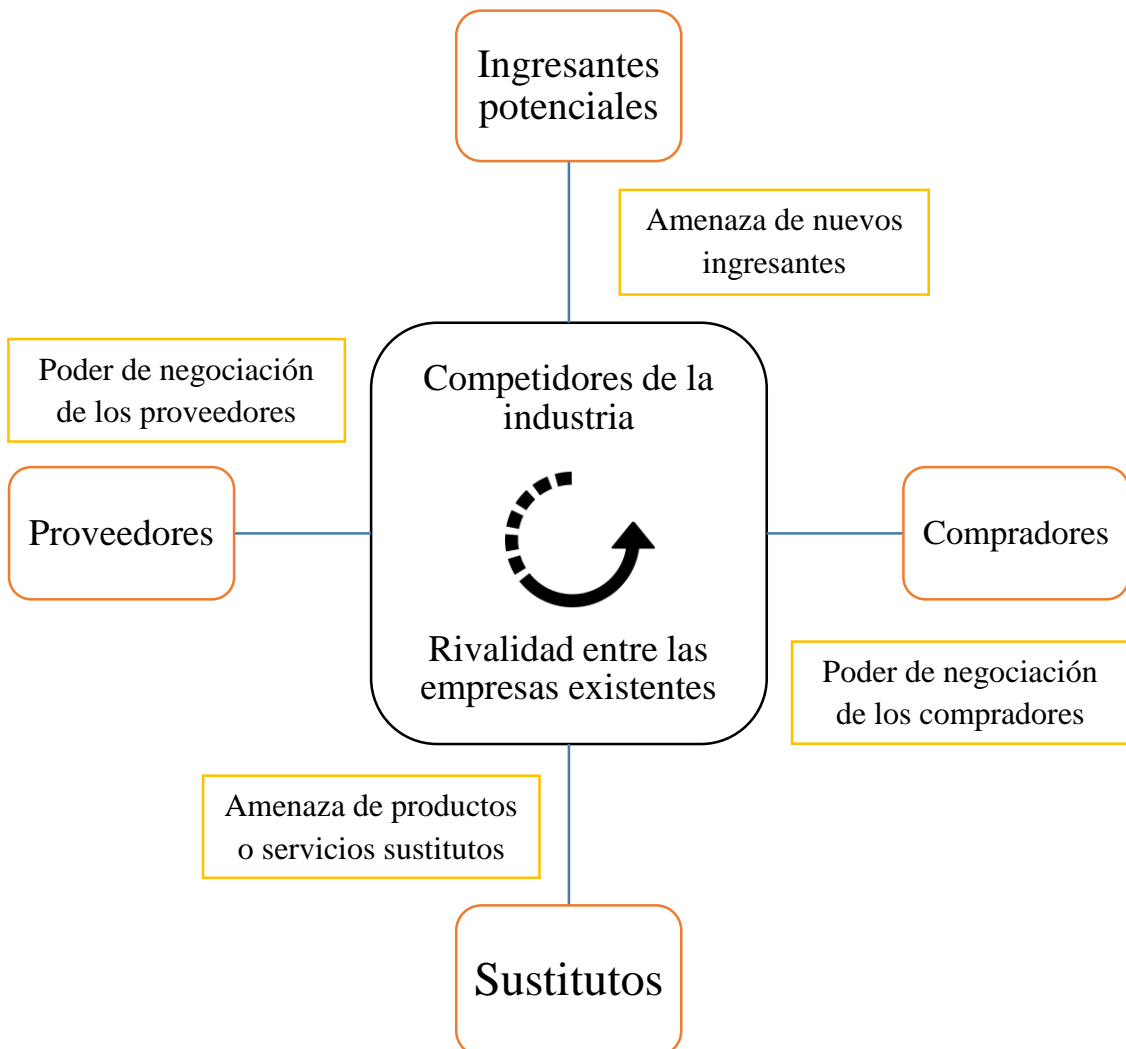 Ingresantes
potenciales
Amenaza de nuevos
ingresantes
Poder de negociación
de los proveedores
Competidores de la
industria
Proveedores
Compradores
Rivalidad entre las
empresas existentes
Poder de negociación
de los compradores
Amenaza de productos
o servicios sustitutos
Sustitutos